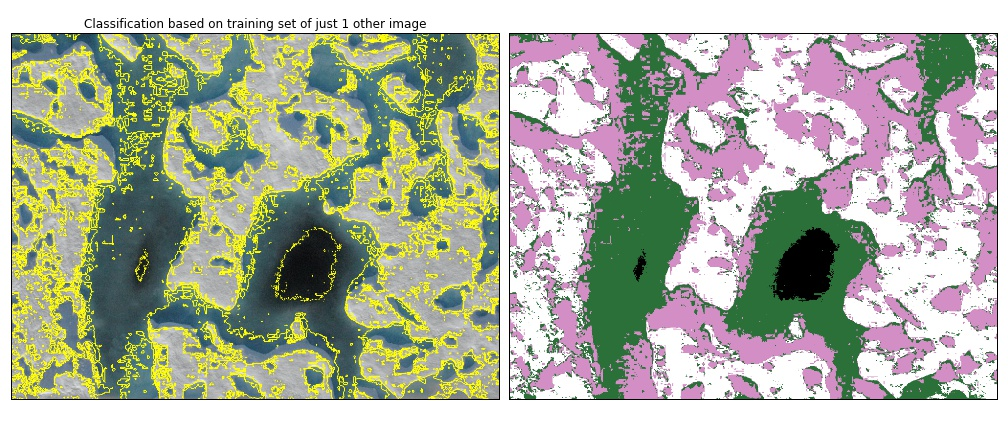 Classification based on training set of just 1 other image